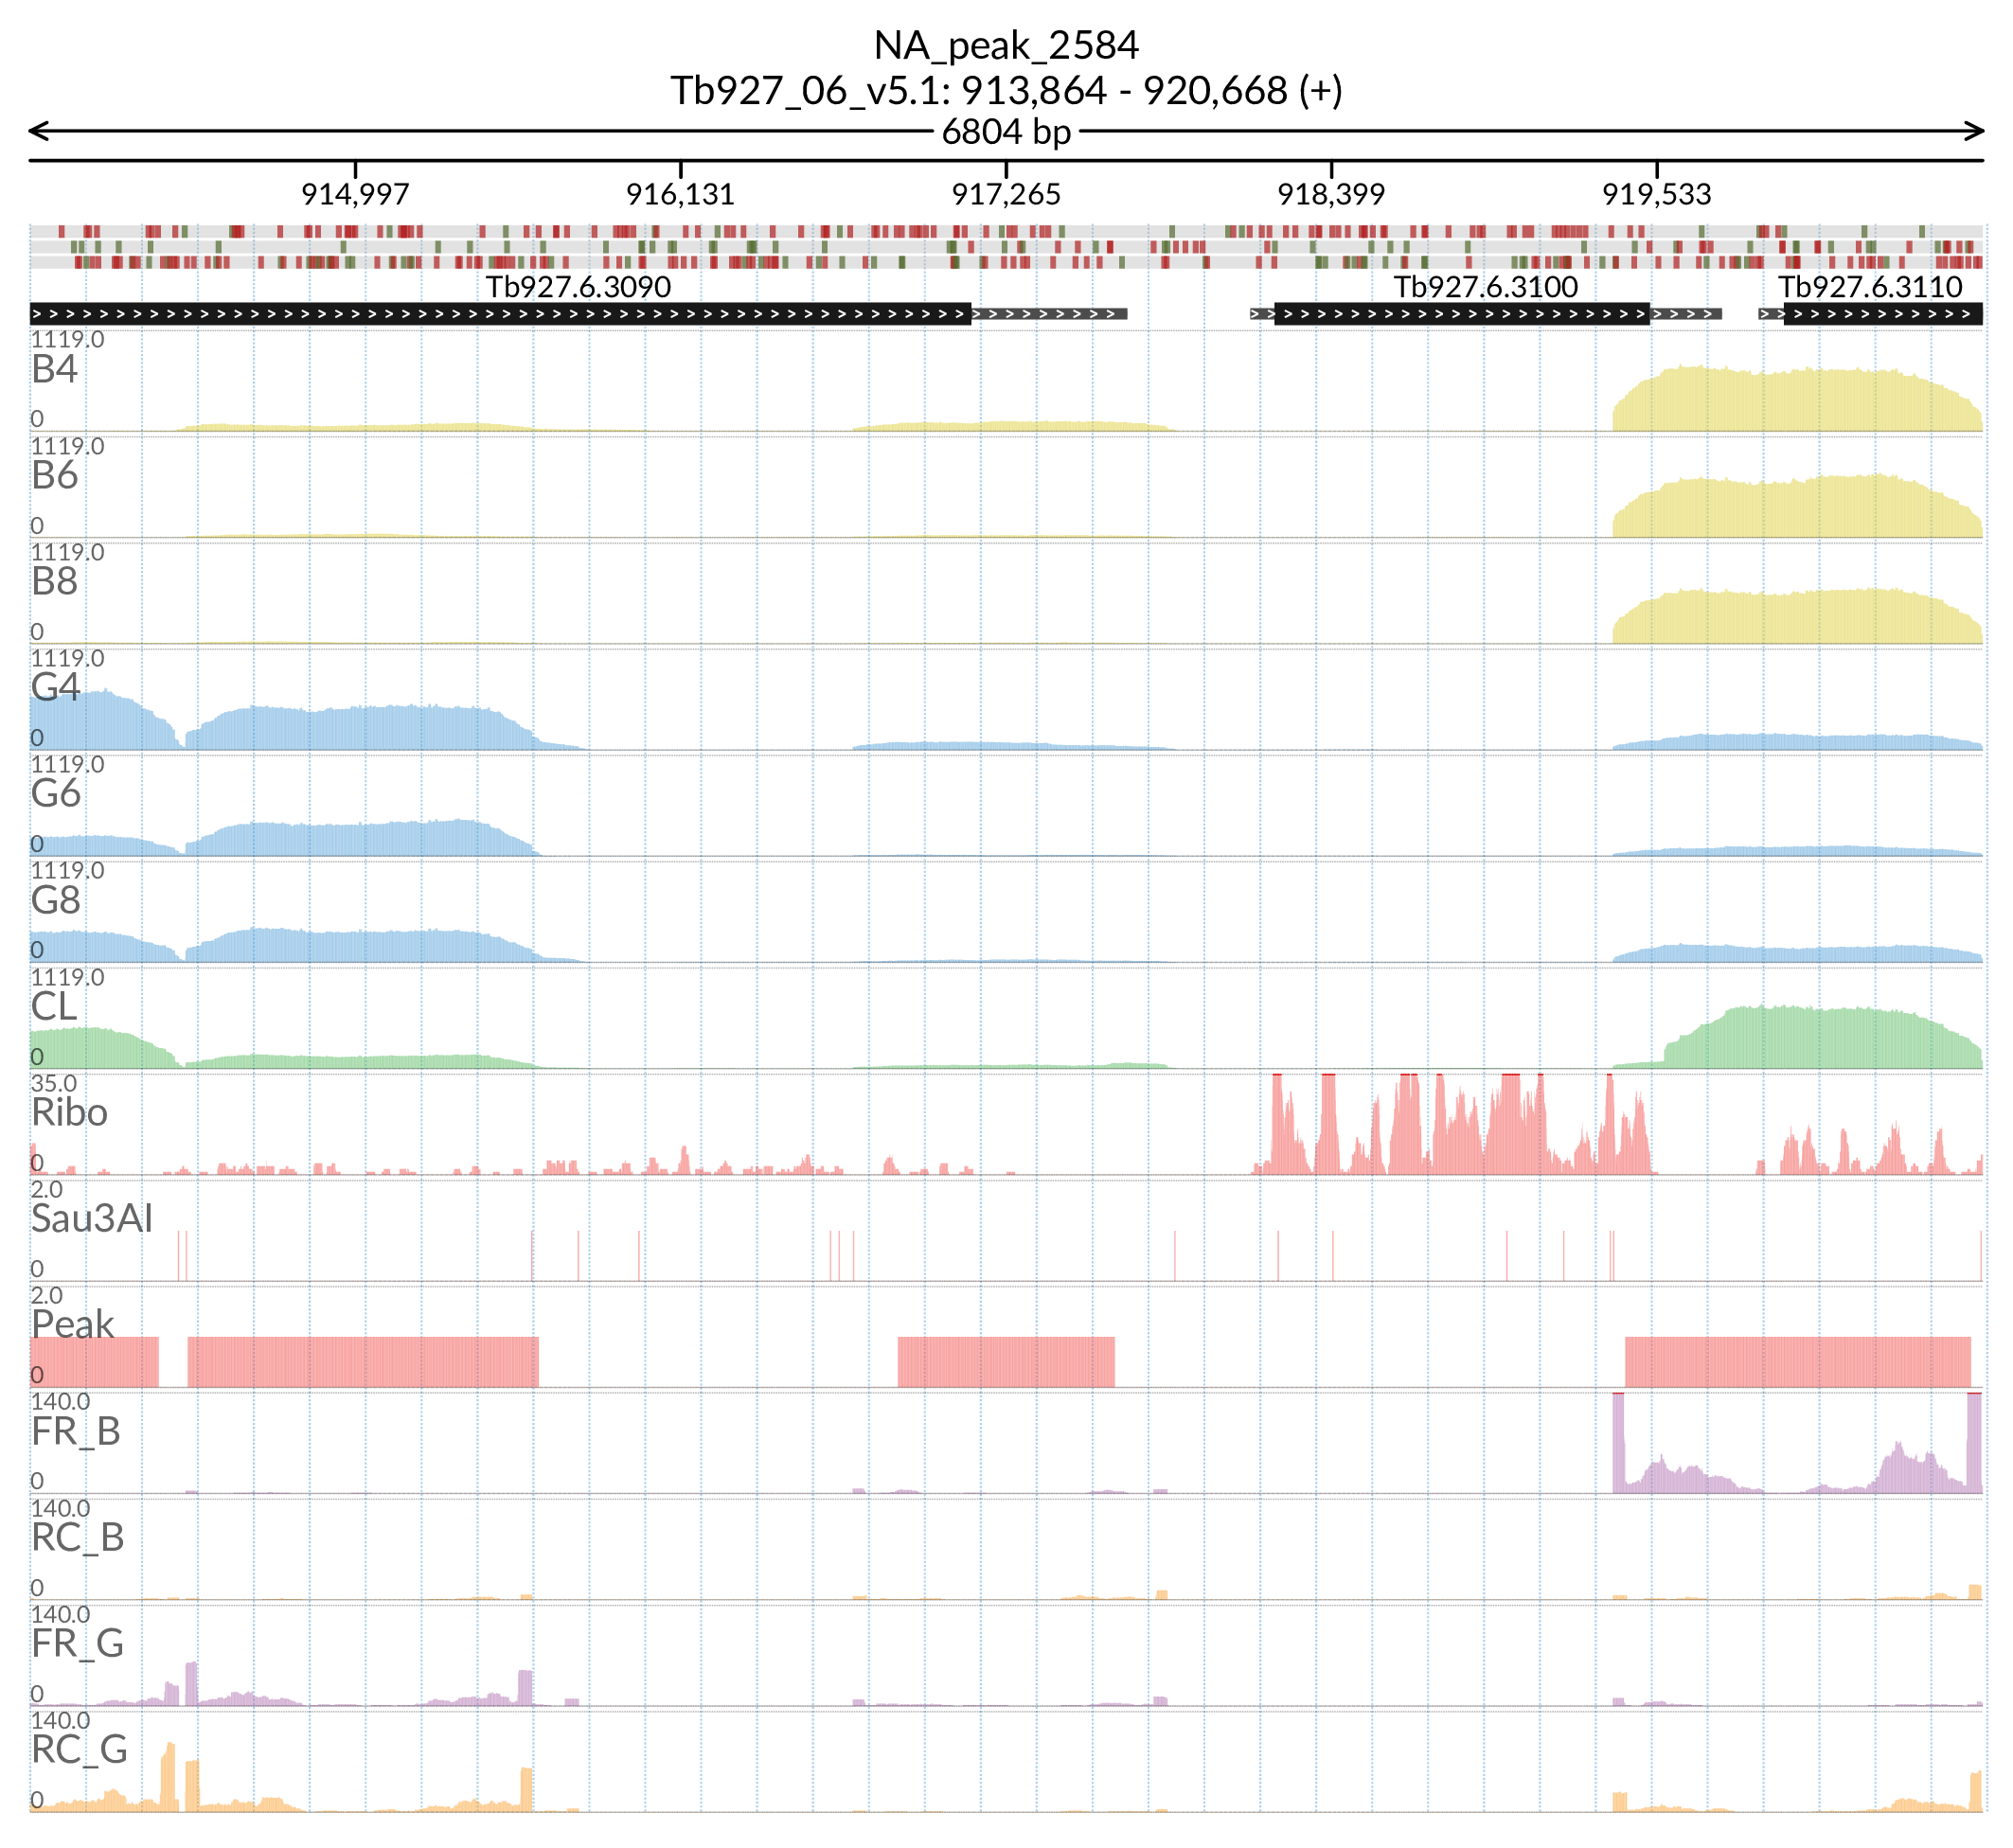 NA_peak_2584
Tb927_06_v5.1: 913,864 - 920,668 (+)
6804 bp
914,997 916,131 917,265 918,399 919,533
Tb927.6.3090 Tb927.6.3100 Tb927.6.3110
1119.0
B4
0
1119.0
B6
0
1119.0
B8
0
1119.0
G4
0
1119.0
G6
0
1119.0
G8
0
1119.0
CL
0
35.0
Ribo
0
2.0
Sau3AI
0
2.0
Peak
0
140.0
FR_B
0
140.0
RC_B
0
140.0
FR_G
0
140.0
RC_G
0